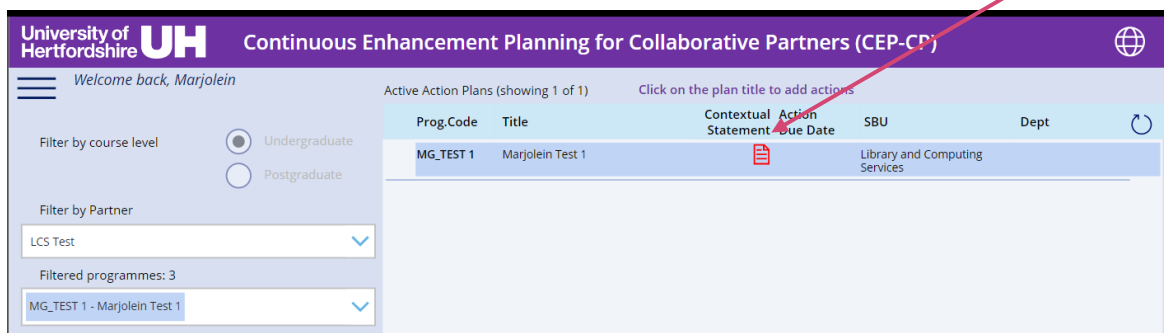 University of
Hertfordshire UH
Continuous Enhancement Planning for Collaborative Partners (CEP-CP)
Welcome back, Marjolein
Active Action Plans (showing 1 of 1)
Click on the plan title to add actions
Prog.Code Title Contextual Statement Action Due Date SBU Dept
MG_TEST 1 Marjolein Test 1 Library and Computing
Services
Filter by course level
Undergraduate
Postgraduate
Filter by Partner
LCS Test
Filtered programmes: 3
MG_TEST 1 - Marjolein Test 1